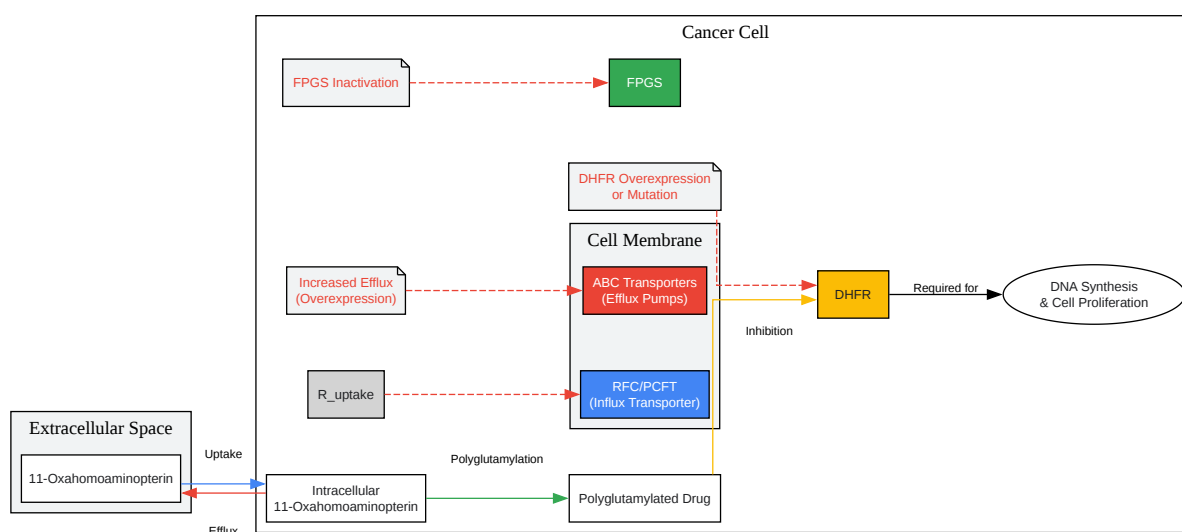 Cancer Cell
FPGS Inactivation
FPGS
DHFR Overexpression
or Mutation
Cell Membrane
Increased Efflux
(Overexpression)
ABC Transporters
(Efflux Pumps)
DHFR
Required for
DNA Synthesis
& Cell Proliferation
Inhibition
R_uptake
RFC/PCFT
(Influx Transporter)
Extracellular Space
11-Oxahomoaminopterin
Uptake
Efflux
Intracellular
11-Oxahomoaminopterin
Polyglutamylation
Polyglutamylated Drug